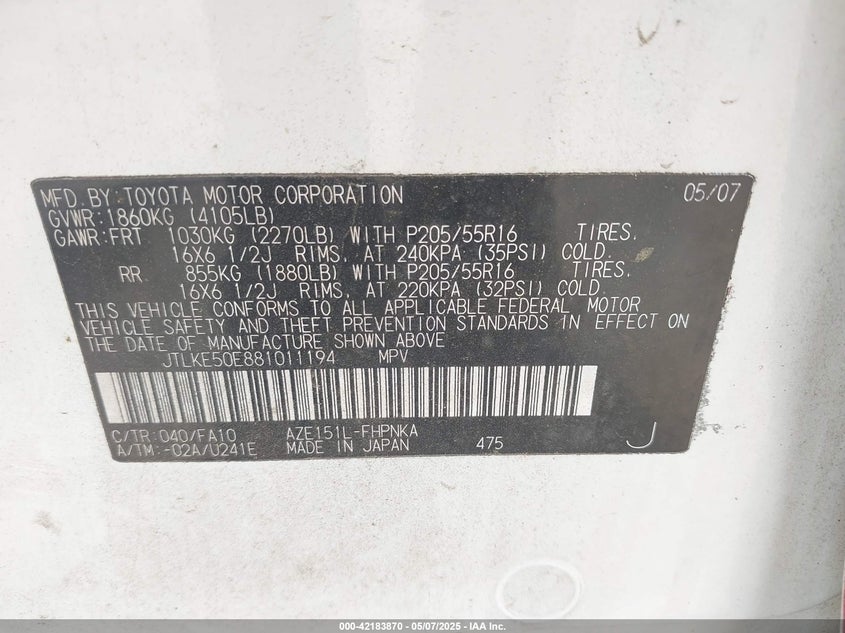 MFD. BY: TOYOTA MOTOR CORPORATION 05/07
GVWR: 1860KG (4105LB)
GAWR: FRT 1030KG (2270LB) WITH P205/55R16 TIRES,
16X6 1/2J RIMS, AT 240KPA (35PSI) COLD.
RR 855KG (1880LB) WITH P205/55R16 TIRES,
16X6 1/2J RIMS, AT 220KPA (32PSI) COLD.
THIS VEHICLE CONFORMS TO ALL APPLICABLE FEDERAL MOTOR
VEHICLE SAFETY AND THEFT PREVENTION STANDARDS IN EFFECT ON
THE DATE OF MANUFACTURE SHOWN ABOVE
JTLKE50E881011194 MPV
C/TR: 040/FA10 AZE151L-FHPNKA
A/TM: -02A/U241E MADE IN JAPAN 475 J
000-42183870 - 05/07/2025 - IAA Inc.